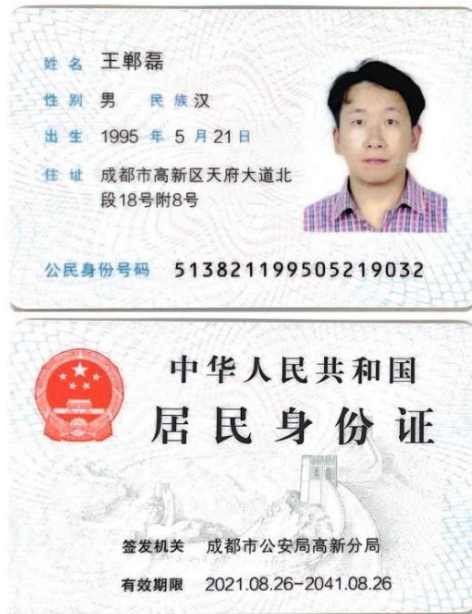 姓名 王郸磊
性别 男 民族 汉
出生 1995 年 5 月 21 日
住址 成都市高新区天府大道北
段18号附8号
公民身份号码 513821199505219032
中华人民共和国
居民身份证
签发机关 成都市公安局高新分局
有效期限 2021.08.26-2041.08.26